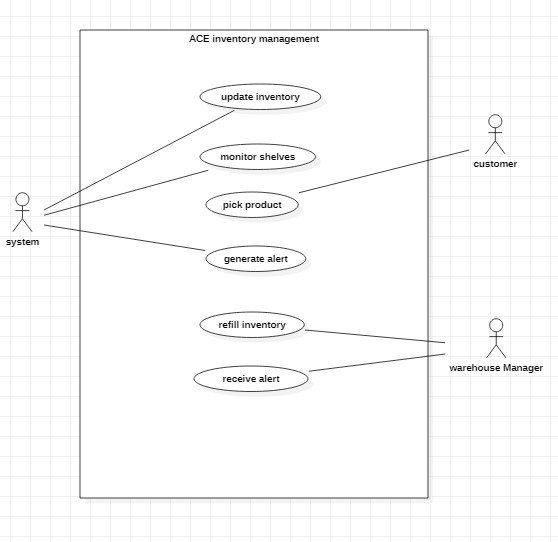 ACE inventory management
update inventory
monitor shelves
customer
pick product
system
generate alert
refill inventory
warehouse Manager
receive alert